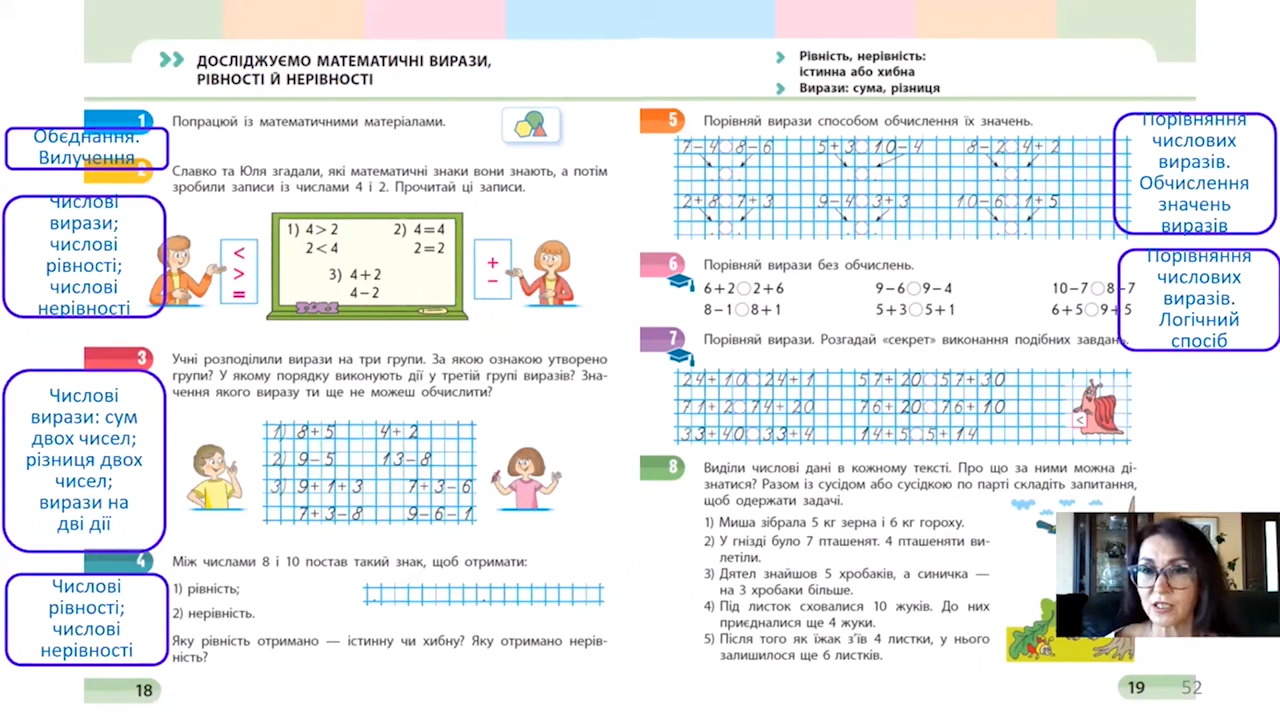 ДОСЛІДЖУЄМО МАТЕМАТИЧНІ ВИРАЗИ,
РІВНОСТІ Й НЕРІВНОСТІ
1 Попрацюй із математичними матеріалами.
Обєднання.
Вилучення
2 Славко та Юля згадали, які математичні знаки вони знають, а потім
зробили записи із числами 4 і 2. Прочитай ці записи.
Числові
вирази;
числові
рівності;
числові
нерівності
<
>
=
1) 4 > 2 2) 4 = 4
2 < 4 2 = 2
3) 4 + 2
4 − 2
+
−
3 Учні розподілили вирази на три групи. За якою ознакою утворено
групи? У якому порядку виконують дії у третій групі виразів? Зна-
чення якого виразу ти ще не можеш обчислити?
Числові
вирази: сум
двох чисел;
різниця двох
чисел;
вирази на
дві дії
1) 8 + 5 4 + 2
2) 9 − 5 13 − 8
3) 9 + 1 + 3 7 + 3 − 6
7 + 3 − 8 9 − 6 − 1
4 Між числами 8 і 10 постав такий знак, щоб отримати:
1) рівність;
2) нерівність.
Яку рівність отримано — істинну чи хибну? Яку отримано нерів-
ність?
Числові
рівності;
числові
нерівності
18
Рівність, нерівність:
істинна або хибна
Вирази: сума, різниця
5 Порівняй вирази способом обчислення їх значень.
7 − 4 ○ 8 − 6 5 + 3 ○ 10 − 4 8 − 2 ○ 4 + 2
2 + 8 ○ 7 + 3 9 − 4 ○ 3 + 3 10 − 6 ○ 1 + 5
Порівняння
числових
виразів.
Обчислення
значень
виразів
6 Порівняй вирази без обчислень.
6 + 2 ○ 2 + 6 9 − 6 ○ 9 − 4 10 − 7 ○ 8 − 7
8 − 1 ○ 8 + 1 5 + 3 ○ 5 + 1 6 + 5 ○ 9 + 5
Порівняння
числових
виразів.
Логічний
спосіб
7 Порівняй вирази. Розгадай «секрет» виконання подібних завдань.
24 + 10 ○ 24 + 1 57 + 20 ○ 57 + 30
71 + 2 ○ 74 + 20 76 + 20 ○ 76 + 10
33 + 40 ○ 33 + 4 14 + 5 ○ 5 + 14
<
8 Виділи числові дані в кожному тексті. Про що за ними можна ді-
знатися? Разом із сусідом або сусідкою по парті складіть запитання,
щоб одержати задачі.
1) Миша зібрала 5 кг зерна і 6 кг гороху.
2) У гнізді було 7 пташенят. 4 пташеняти ви-
летіли.
3) Дятел знайшов 5 хробаків, а синичка —
на 3 хробаки більше.
4) Під листок сховалися 10 жуків. До них
приєдналися ще 4 жуки.
5) Після того як їжак з'їв 4 листки, у нього
залишилося ще 6 листків.
19 52